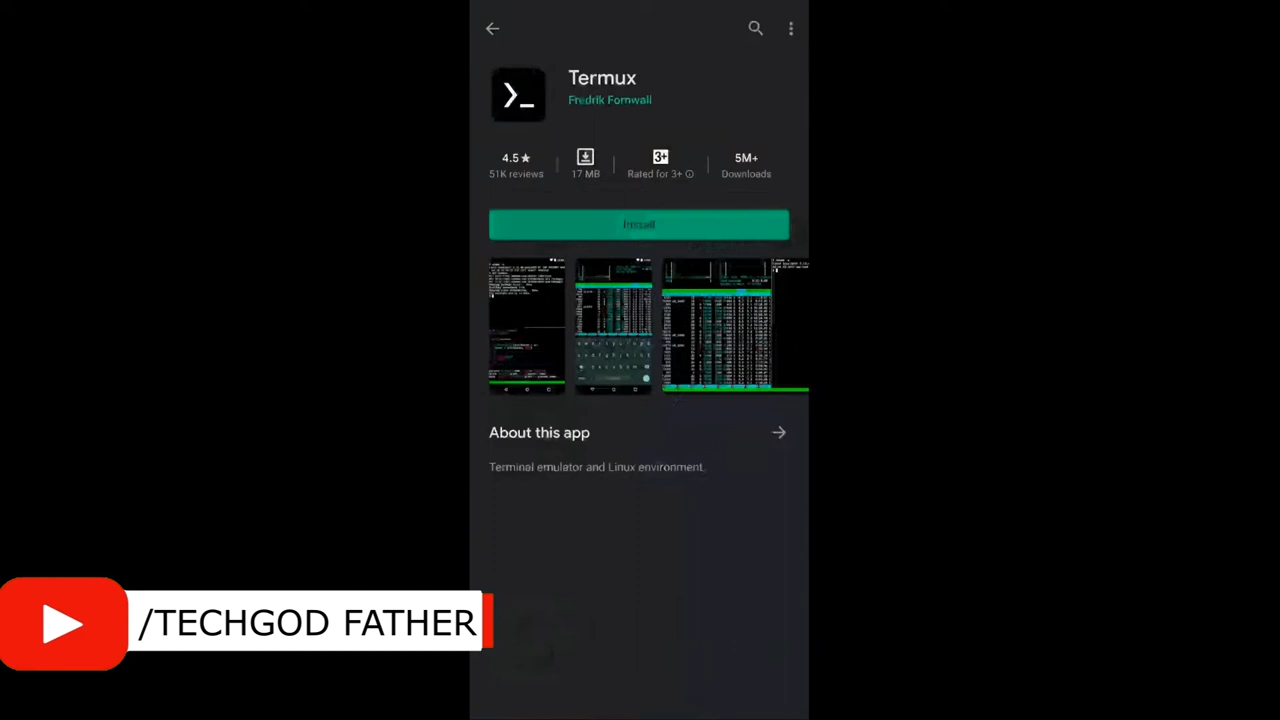 Termux
Fredrik Fornwall
4.5★
51K reviews
17 MB
3+
Rated for 3+
5M+
Downloads
Install
About this app
Terminal emulator and Linux environment.
/TECHGOD FATHER